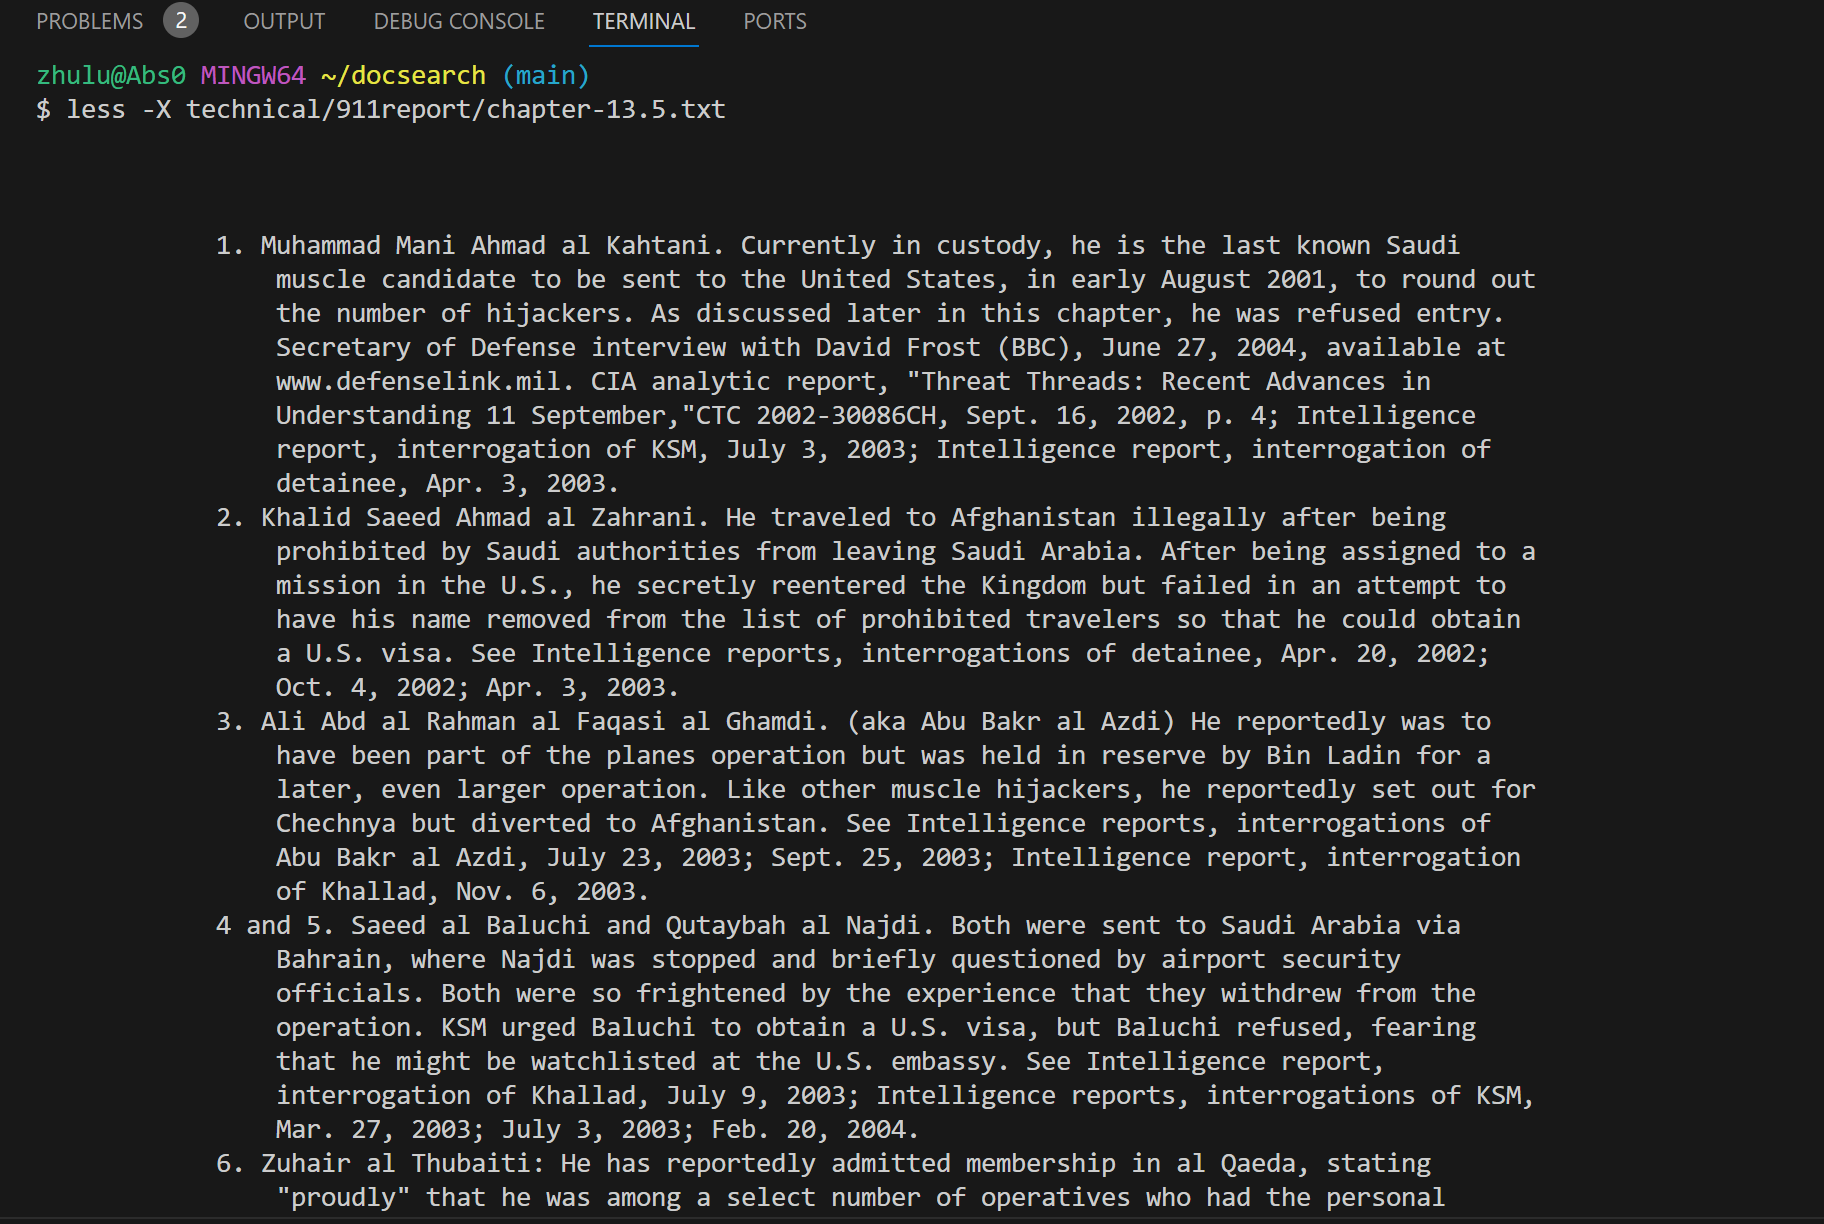 PROBLEMS 2 OUTPUT DEBUG CONSOLE TERMINAL PORTS
zhulu@Abs0 MINGW64 ~/docsearch (main)
$ less -X technical/911report/chapter-13.5.txt
1. Muhammad Mani Ahmad al Kahtani. Currently in custody, he is the last known Saudi
muscle candidate to be sent to the United States, in early August 2001, to round out
the number of hijackers. As discussed later in this chapter, he was refused entry.
Secretary of Defense interview with David Frost (BBC), June 27, 2004, available at
www.defenselink.mil. CIA analytic report, "Threat Threads: Recent Advances in
Understanding 11 September,"CTC 2002-30086CH, Sept. 16, 2002, p. 4; Intelligence
report, interrogation of KSM, July 3, 2003; Intelligence report, interrogation of
detainee, Apr. 3, 2003.
2. Khalid Saeed Ahmad al Zahrani. He traveled to Afghanistan illegally after being
prohibited by Saudi authorities from leaving Saudi Arabia. After being assigned to a
mission in the U.S., he secretly reentered the Kingdom but failed in an attempt to
have his name removed from the list of prohibited travelers so that he could obtain
a U.S. visa. See Intelligence reports, interrogations of detainee, Apr. 20, 2002;
Oct. 4, 2002; Apr. 3, 2003.
3. Ali Abd al Rahman al Faqasi al Ghamdi. (aka Abu Bakr al Azdi) He reportedly was to
have been part of the planes operation but was held in reserve by Bin Ladin for a
later, even larger operation. Like other muscle hijackers, he reportedly set out for
Chechnya but diverted to Afghanistan. See Intelligence reports, interrogations of
Abu Bakr al Azdi, July 23, 2003; Sept. 25, 2003; Intelligence report, interrogation
of Khallad, Nov. 6, 2003.
4 and 5. Saeed al Baluchi and Qutaybah al Najdi. Both were sent to Saudi Arabia via
Bahrain, where Najdi was stopped and briefly questioned by airport security
officials. Both were so frightened by the experience that they withdrew from the
operation. KSM urged Baluchi to obtain a U.S. visa, but Baluchi refused, fearing
that he might be watchlisted at the U.S. embassy. See Intelligence report,
interrogation of Khallad, July 9, 2003; Intelligence reports, interrogations of KSM,
Mar. 27, 2003; July 3, 2003; Feb. 20, 2004.
6. Zuhair al Thubaiti: He has reportedly admitted membership in al Qaeda, stating
"proudly" that he was among a select number of operatives who had the personal